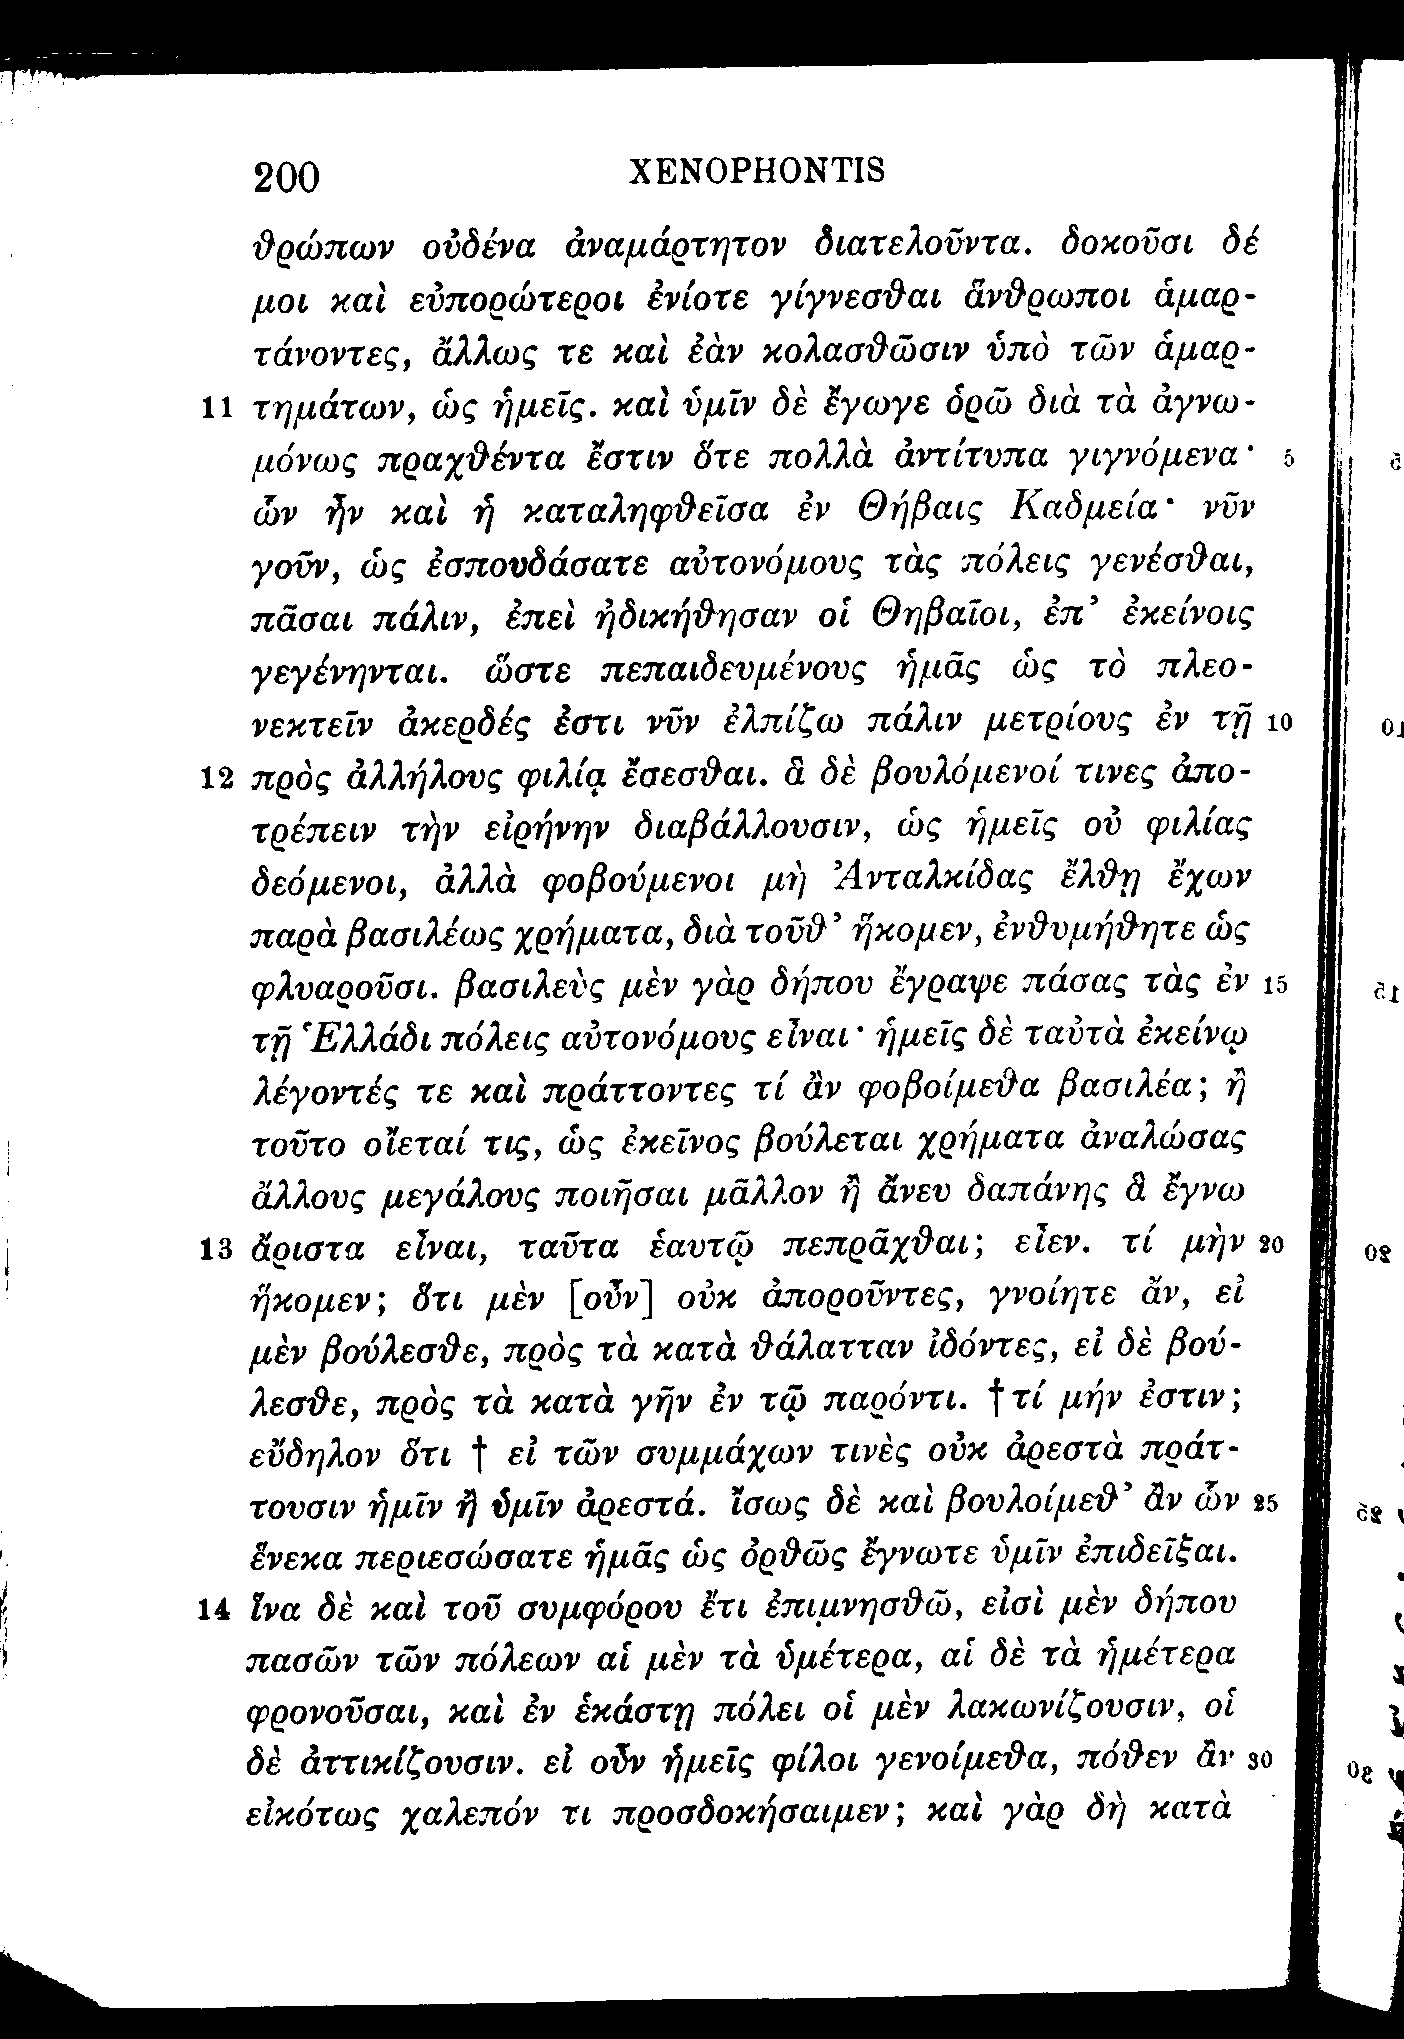 200 XENOPHONTIS
θρώπων οὐδένα ἀναμάρτητον διατελοῦντα. δοκοῦσι δέ
μοι καὶ εὐπορώτεροι ἐνίοτε γίγνεσθαι ἄνθρωποι ἁμαρ-
τάνοντες, ἄλλως τε καὶ ἐὰν κολασθῶσιν ὑπὸ τῶν ἁμαρ-
11 τημάτων, ὡς ἡμεῖς. καὶ ὑμῖν δὲ ἔγωγε ὁρῶ διὰ τὰ ἀγνω-
μόνως πραχθέντα ἔστιν ὅτε πολλὰ ἀντίτυπα γιγνόμενα· 5
ὧν ἦν καὶ ἡ καταληφθεῖσα ἐν Θήβαις Καδμεία· νῦν
γοῦν, ὡς ἐσπουδάσατε αὐτονόμους τὰς πόλεις γενέσθαι,
πᾶσαι πάλιν, ἐπεὶ ἠδικήθησαν οἱ Θηβαῖοι, ἐπ’ ἐκείνοις
γεγένηνται. ὥστε πεπαιδευμένους ἡμᾶς ὡς τὸ πλεο-
νεκτεῖν ἀκερδές ἐστι νῦν ἐλπίζω πάλιν μετρίους ἐν τῇ 10
12 πρὸς ἀλλήλους φιλίᾳ ἔσεσθαι. ἃ δὲ βουλόμενοί τινες ἀπο-
τρέπειν τὴν εἰρήνην διαβάλλουσιν, ὡς ἡμεῖς οὐ φιλίας
δεόμενοι, ἀλλὰ φοβούμενοι μὴ Ἀνταλκίδας ἔλθῃ ἔχων
παρὰ βασιλέως χρήματα, διὰ τοῦθ’ ἥκομεν, ἐνθυμήθητε ὡς
φλυαροῦσι. βασιλεὺς μὲν γὰρ δήπου ἔγραψε πάσας τὰς ἐν 15
τῇ Ἑλλάδι πόλεις αὐτονόμους εἶναι· ἡμεῖς δὲ ταὐτὰ ἐκείνῳ
λέγοντές τε καὶ πράττοντες τί ἂν φοβοίμεθα βασιλέα; ἢ
τοῦτο οἴεταί τις, ὡς ἐκεῖνος βούλεται χρήματα ἀναλώσας
ἄλλους μεγάλους ποιῆσαι μᾶλλον ἢ ἄνευ δαπάνης ἃ ἔγνω
13 ἄριστα εἶναι, ταῦτα ἑαυτῷ πεπρᾶχθαι; εἶεν. τί μὴν 20
ἥκομεν; ὅτι μὲν [οὖν] οὐκ ἀποροῦντες, γνοίητε ἄν, εἰ
μὲν βούλεσθε, πρὸς τὰ κατὰ θάλατταν ἰδόντες, εἰ δὲ βού-
λεσθε, πρὸς τὰ κατὰ γῆν ἐν τῷ παρόντι. † τί μήν ἐστιν;
εὔδηλον ὅτι † εἰ τῶν συμμάχων τινὲς οὐκ ἀρεστὰ πράτ-
τουσιν ἡμῖν ἢ ὑμῖν ἀρεστά. ἴσως δὲ καὶ βουλοίμεθ’ ἂν ὧν 25
ἕνεκα περιεσώσατε ἡμᾶς ὡς ὀρθῶς ἔγνωτε ὑμῖν ἐπιδεῖξαι.
14 ἵνα δὲ καὶ τοῦ συμφόρου ἔτι ἐπιμνησθῶ, εἰσὶ μὲν δήπου
πασῶν τῶν πόλεων αἱ μὲν τὰ ὑμέτερα, αἱ δὲ τὰ ἡμέτερα
φρονοῦσαι, καὶ ἐν ἑκάστῃ πόλει οἱ μὲν λακωνίζουσιν, οἱ
δὲ ἀττικίζουσιν. εἰ οὖν ἡμεῖς φίλοι γενοίμεθα, πόθεν ἂν 30
εἰκότως χαλεπόν τι προσδοκήσαιμεν; καὶ γὰρ δὴ κατὰ